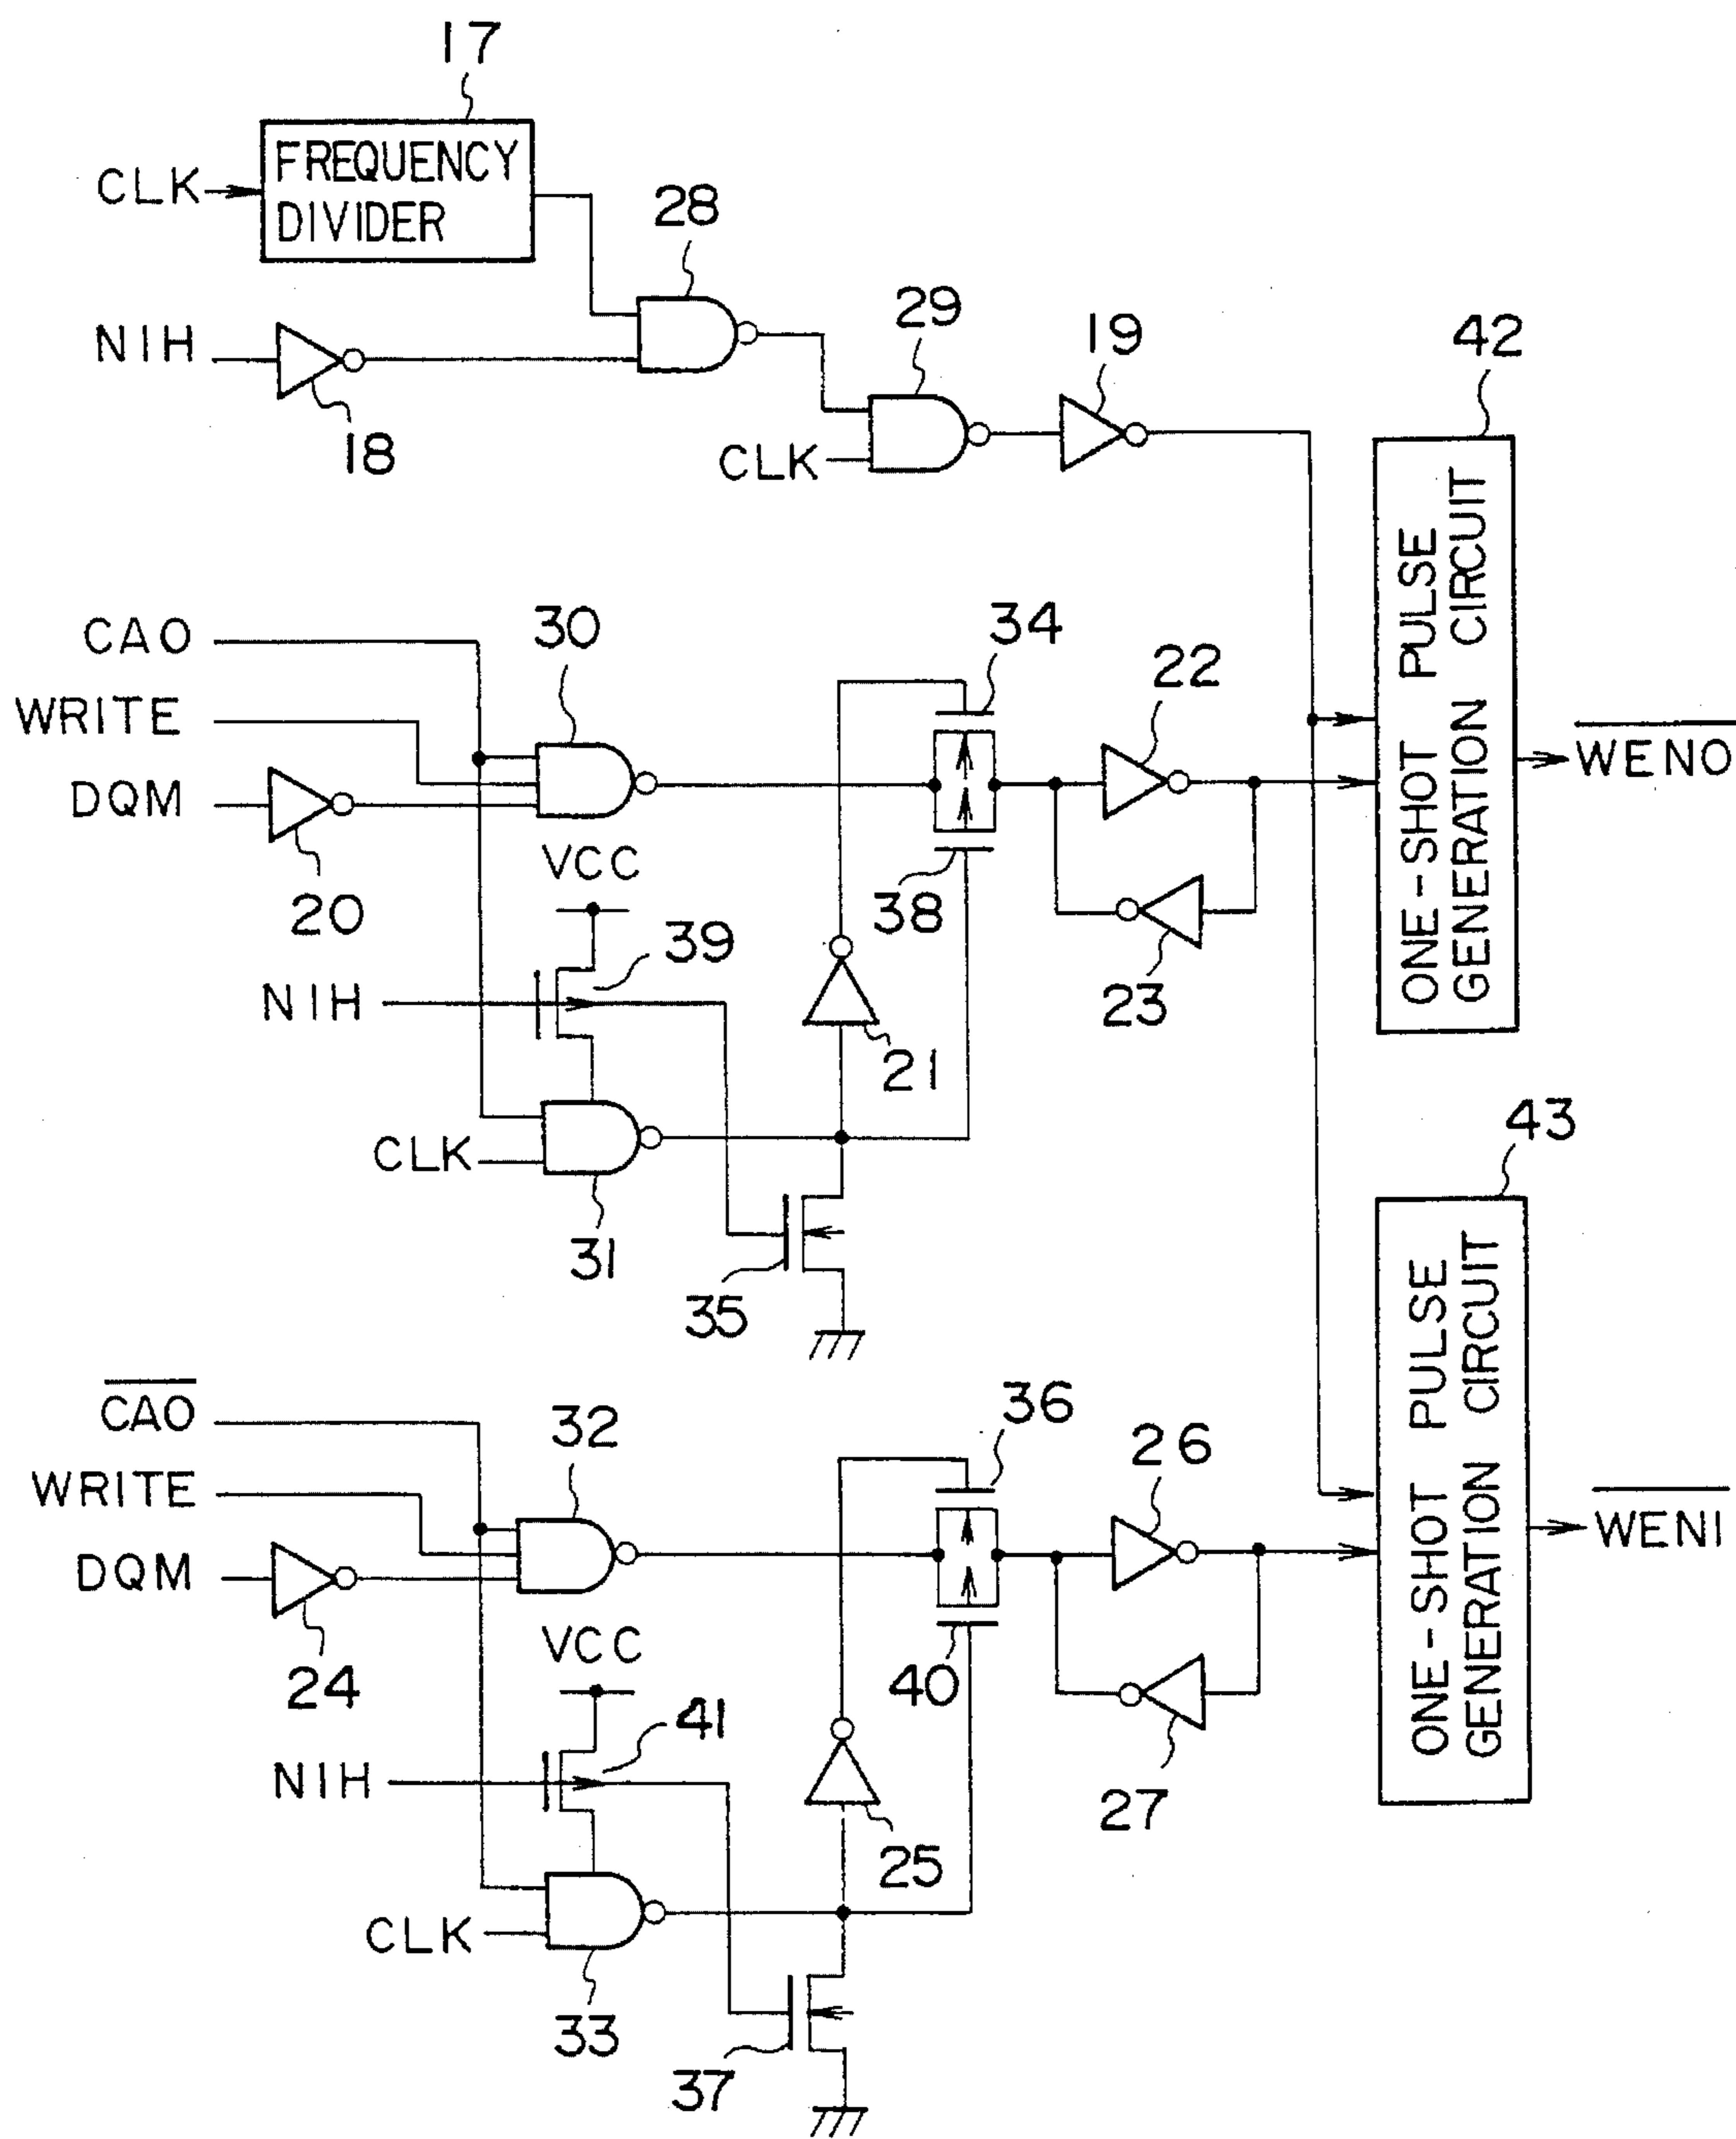 17
CLK
FREQUENCY
DIVIDER
28
29
19
NIH
18
CLK
42
CAO
30
34
22
WRITE
DQM
20
VCC
39
38
23
NIH
21
CLK
31
35
ONE-SHOT PULSE
GENERATION CIRCUIT
WENO
43
CAO
32
36
26
WRITE
DQM
24
VCC
41
40
27
NIH
25
CLK
33
37
ONE-SHOT PULSE
GENERATION CIRCUIT
WENI